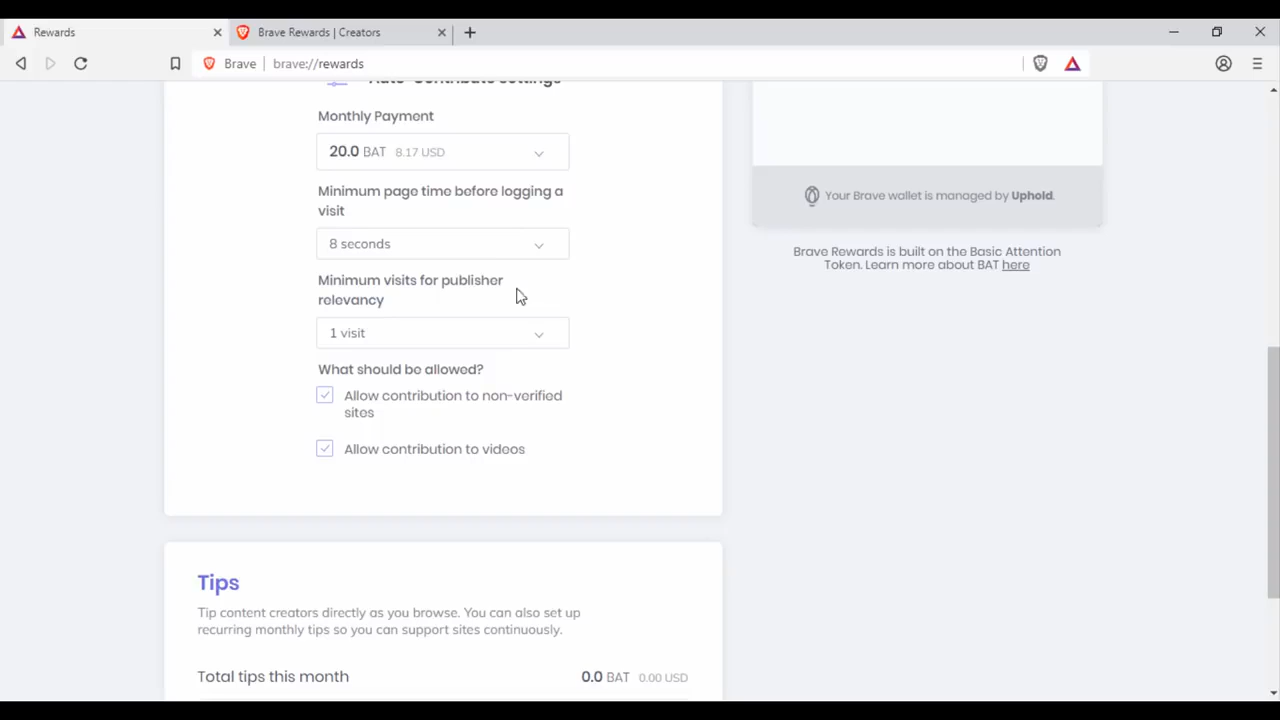 Rewards
Brave Rewards | Creators
Brave
brave://rewards
Auto-Contribute settings
Monthly Payment
20.0 BAT 8.17 USD
Minimum page time before logging a
visit
8 seconds
Minimum visits for publisher
relevancy
1 visit
What should be allowed?
Allow contribution to non-verified
sites
Allow contribution to videos
Your Brave wallet is managed by Uphold.
Brave Rewards is built on the Basic Attention
Token. Learn more about BAT here
Tips
Tip content creators directly as you browse. You can also set up
recurring monthly tips so you can support sites continuously.
Total tips this month 0.0 BAT 0.00 USD